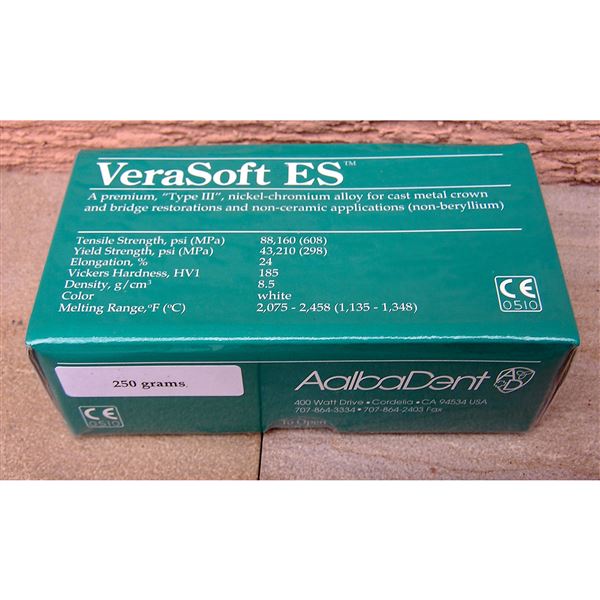 VeraSoft ES™
A premium, "Type III", nickel-chromium alloy for cast metal crown
and bridge restorations and non-ceramic applications (non-beryllium)
Tensile Strength, psi (MPa) 88,160 (608)
Yield Strength, psi (MPa) 43,210 (298)
Elongation, % 24
Vickers Hardness, HV1 185
Density, g/cm³ 8.5
Color white
Melting Range,ºF (ºC) 2,075 - 2,458 (1,135 - 1,348)
CE
0510
250 grams
CE
0510
AalbaDent
400 Watt Drive • Cordelia • CA 94534 USA
707-864-3334 • 707-864-2403 Fax
To Open